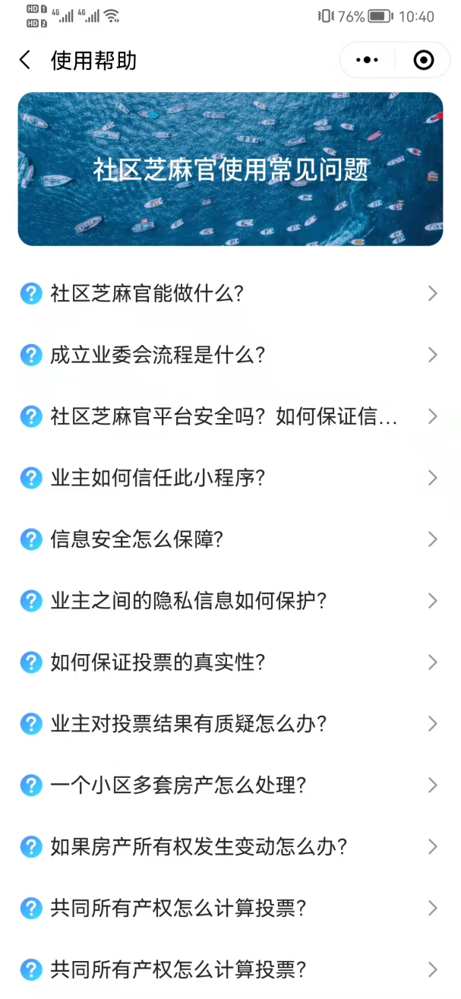 HD 1 4G 4G 76% 10:40
HD 2
使用帮助
社区芝麻官使用常见问题
社区芝麻官能做什么?
成立业委会流程是什么?
社区芝麻官平台安全吗?如何保证信...
业主如何信任此小程序?
信息安全怎么保障?
业主之间的隐私信息如何保护?
如何保证投票的真实性?
业主对投票结果有质疑怎么办?
一个小区多套房产怎么处理?
如果房产所有权发生变动怎么办?
共同所有产权怎么计算投票?
共同所有产权怎么计算投票?